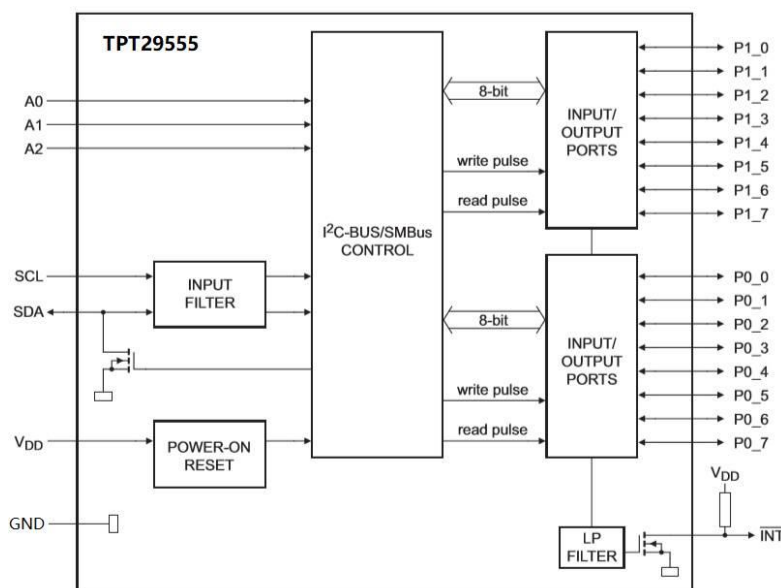 TPT29555
A0
A1
A2
SCL
SDA
VDD
GND
INPUT
FILTER
POWER-ON
RESET
I²C-BUS/SMBus
CONTROL
8-bit
write pulse
read pulse
8-bit
write pulse
read pulse
INPUT/
OUTPUT
PORTS
INPUT/
OUTPUT
PORTS
LP
FILTER
P1_0
P1_1
P1_2
P1_3
P1_4
P1_5
P1_6
P1_7
P0_0
P0_1
P0_2
P0_3
P0_4
P0_5
P0_6
P0_7
VDD
INT